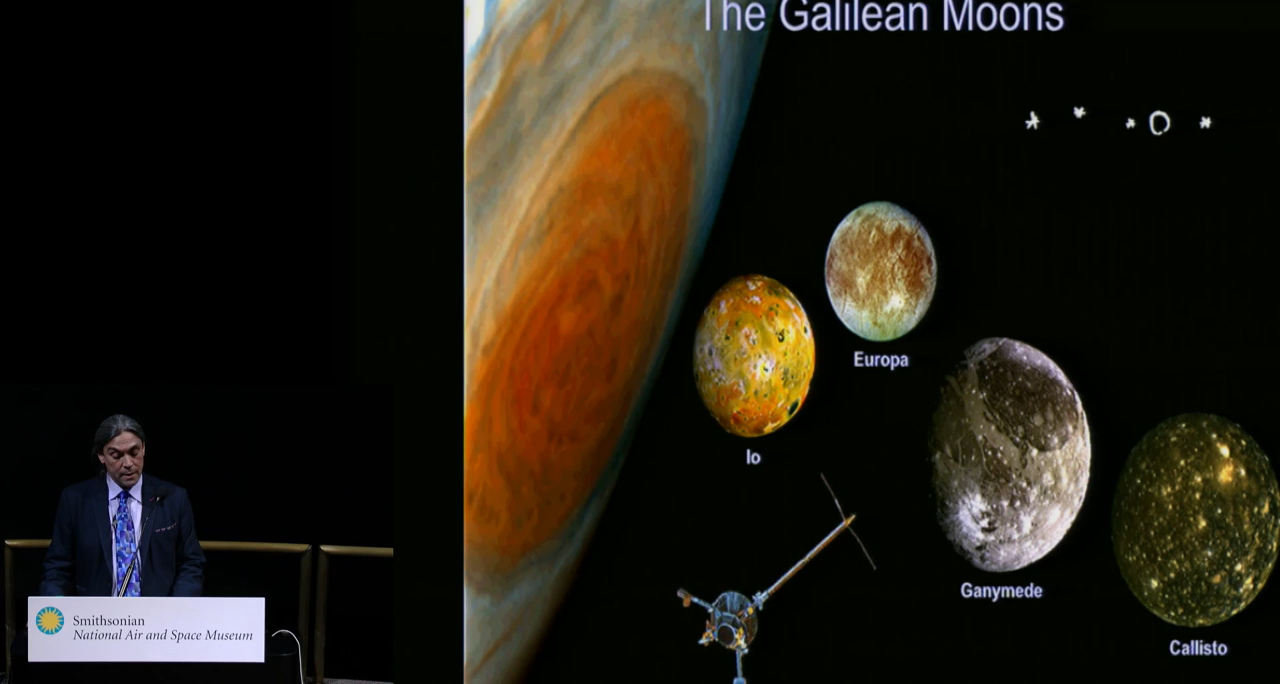 The Galilean Moons
Europa
Io
Ganymede
Callisto
Smithsonian
National Air and Space Museum